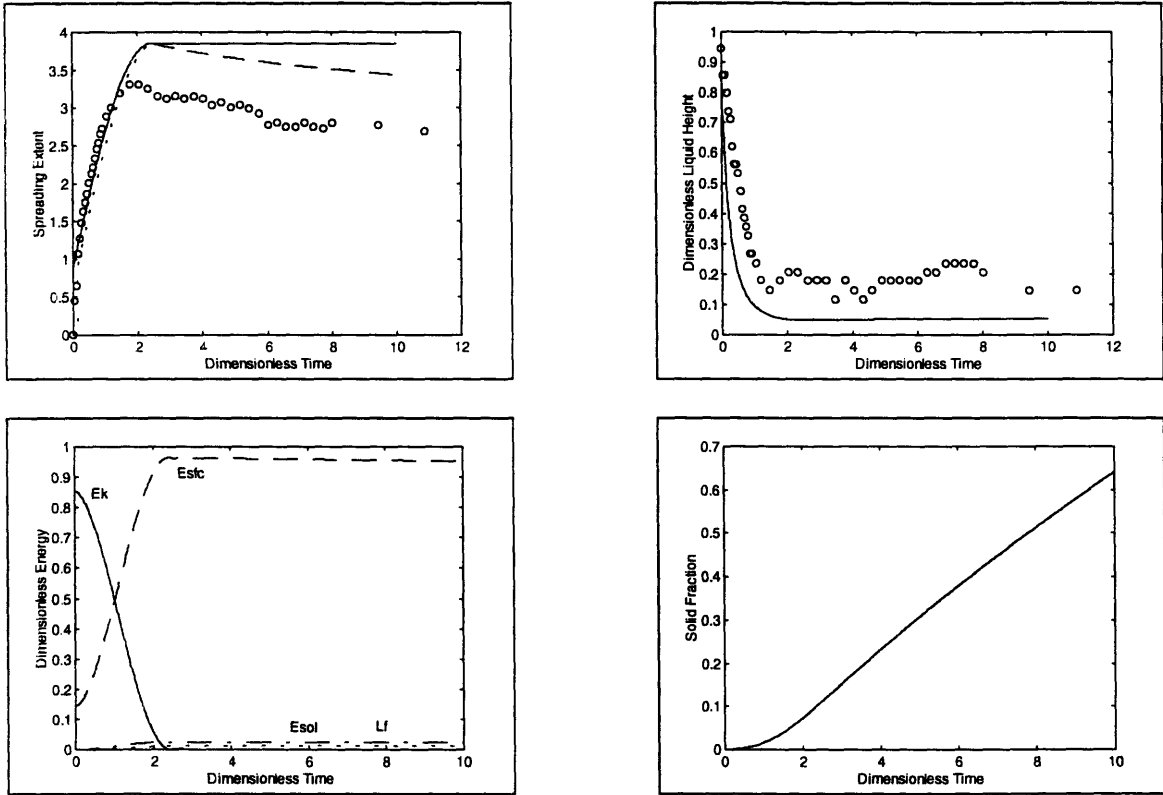 4
3.5
3
2.5
2
1.5
1
0.5
0
Spreading Extent
0 2 4 6 8 10 12
Dimensionless Time
1
0.9
0.8
0.7
0.6
0.5
0.4
0.3
0.2
0.1
0
Dimensionless Liquid Height
0 2 4 6 8 10 12
Dimensionless Time
1
0.9
0.8
0.7
0.6
0.5
0.4
0.3
0.2
0.1
0
Dimensionless Energy
Ek
Esfc
Esol
Lf
0 2 4 6 8 10
Dimensionless Time
0.7
0.6
0.5
0.4
0.3
0.2
0.1
0
Solid Fraction
0 2 4 6 8 10
Dimensionless Time